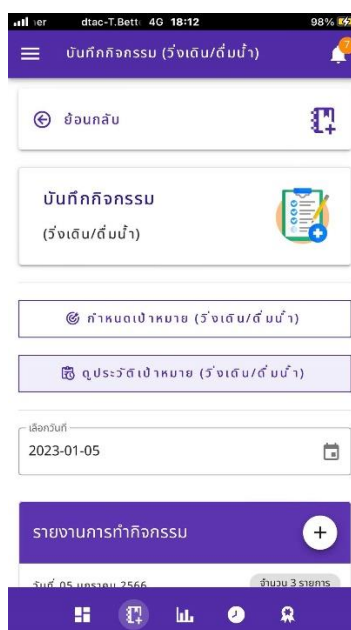 dtac-T.Bett 4G 18:12 98%
บันทึกกิจกรรม (วิ่งเดิน/ดื่มน้ำ)
7
ย้อนกลับ
บันทึกกิจกรรม
(วิ่งเดิน/ดื่มน้ำ)
กำหนดเป้าหมาย (วิ่งเดิน/ดื่มน้ำ)
ดูประวัติเป้าหมาย (วิ่งเดิน/ดื่มน้ำ)
เลือกวันที่
2023-01-05
รายงานการทำกิจกรรม
วันที่ 05 มกราคม 2566 จำนวน 3 รายการ